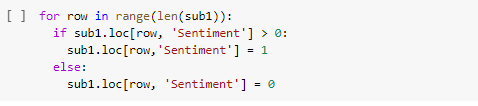 [ ] for row in range(len(sub1)):
if sub1.loc[row, 'Sentiment'] > 0:
sub1.loc[row,'Sentiment'] = 1
else:
sub1.loc[row, 'Sentiment'] = 0